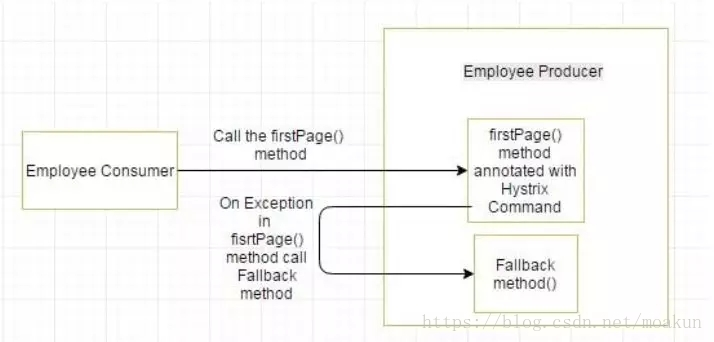 Employee Producer
Call the firstPage()
method
Employee Consumer
firstPage()
method
annotated with
Hystrix
Command
On Exception
in
fisrtPage()
method call
Fallback
method
Fallback
method()
https://blog.csdn.net/moakun